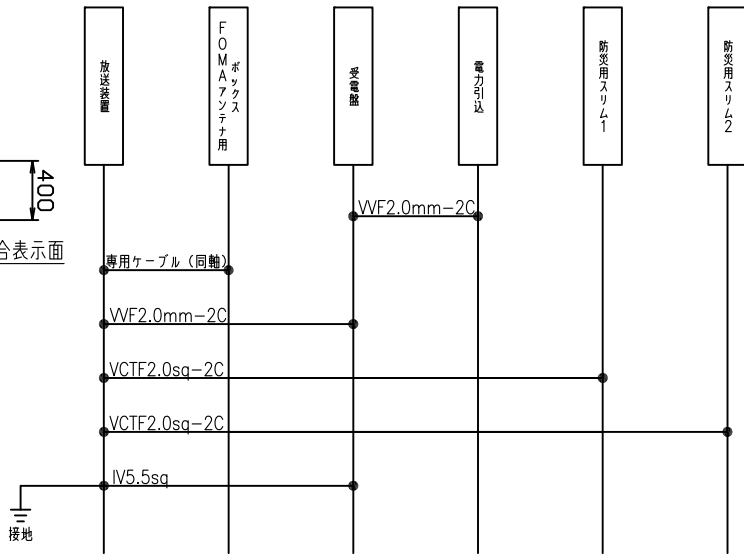 放送装置
FOMAアンテナ用
ボックス
受電盤
電力引込
防災用スリム1
防災用スリム2
400
合表示面
VVF2.0mm-2C
専用ケーブル（同軸）
VVF2.0mm-2C
VCTF2.0sq-2C
VCTF2.0sq-2C
IV5.5sq
接地